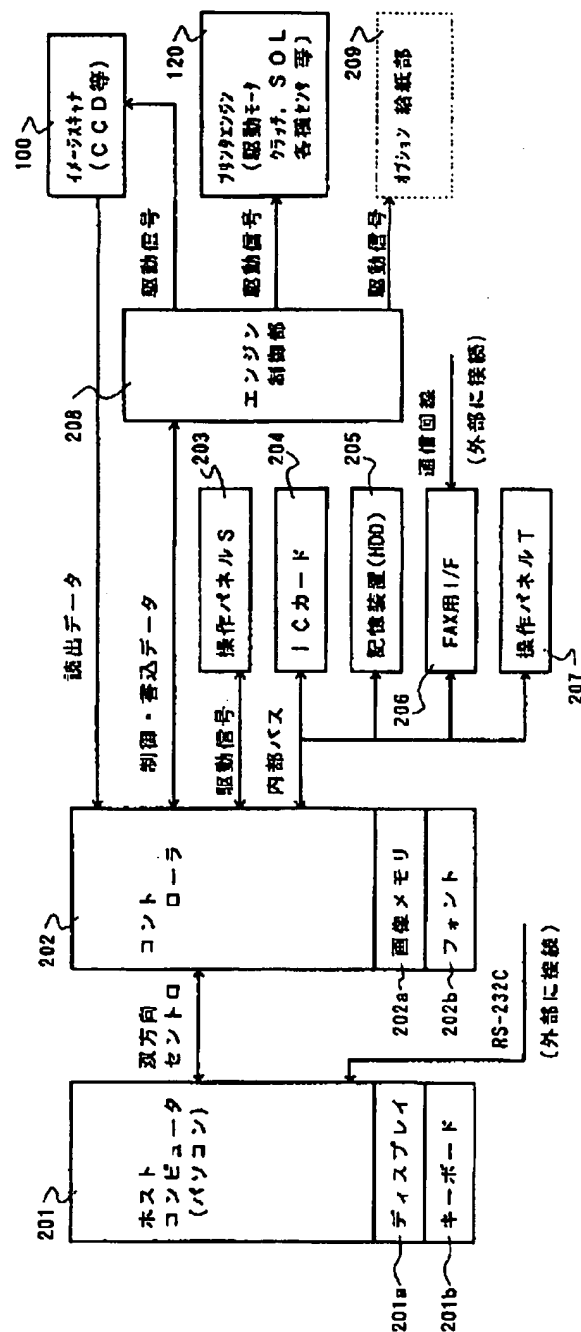 201
ホスト
コンピュータ
(パソコン)
201a
ディスプレイ
201b
キーボード
双方向
セントロ
RS-232C
(外部に接続)
202
コント
ローラ
202a
画像メモリ
202b
フォント
読出データ
制御・書込データ
駆動信号
内部バス
203
操作パネルS
204
ICカード
205
記憶装置(HDD)
206
FAX用I/F
207
操作パネルT
通信回線
(外部に接続)
208
エンジン
制御部
駆動信号
駆動信号
駆動信号
100
イメージスキャナ
(CCD等)
120
プリンタエンジン
(駆動モータ
クラッチ、SOL
各種センサ 等)
209
オプション 給紙部